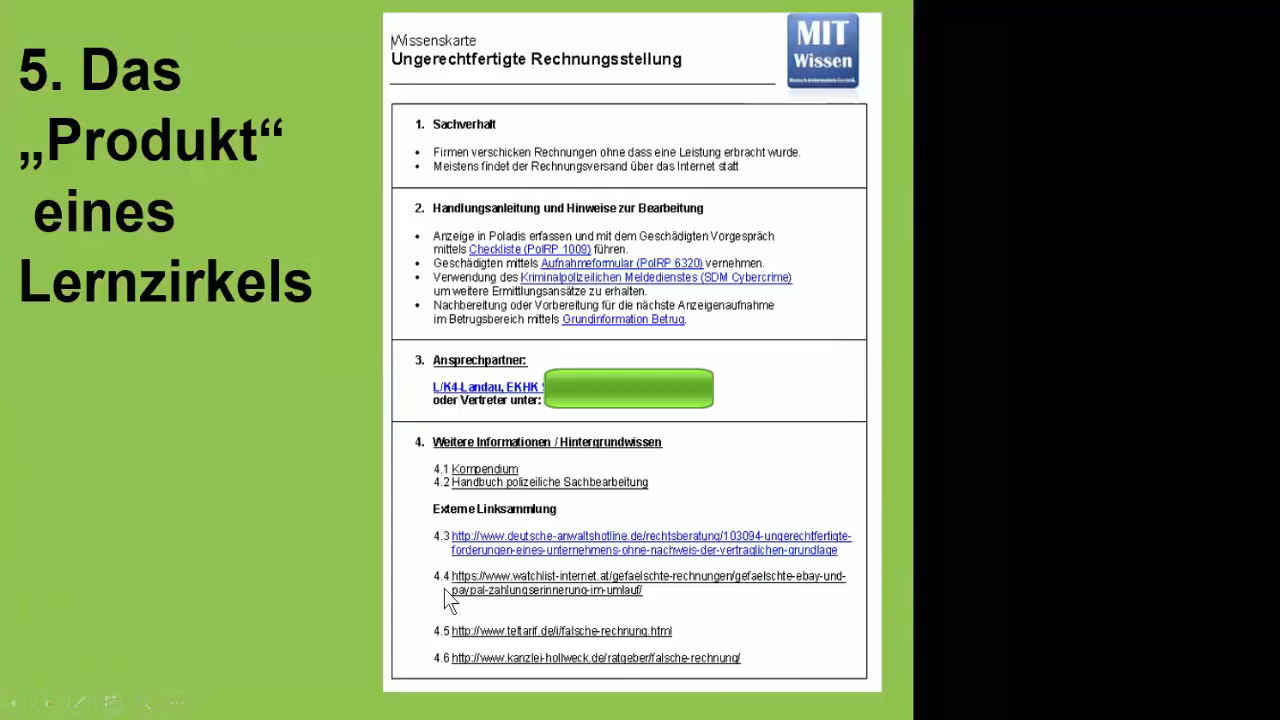 5. Das
„Produkt“
eines
Lernzirkels
Wissenskarte
Ungerechtfertigte Rechnungsstellung
MIT
Wissen
1. Sachverhalt
• Firmen verschicken Rechnungen ohne dass eine Leistung erbracht wurde.
• Meistens findet der Rechnungsversand über das Internet statt
2. Handlungsanleitung und Hinweise zur Bearbeitung
• Anzeige in Poladis erfassen und mit dem Geschädigten Vorgespräch
mittels Checkliste (PolRP 1009) führen.
• Geschädigten mittels Aufnahmeformular (PolRP 6320) vernehmen.
• Verwendung des Kriminalpolizeilichen Meldedienstes (SDM Cybercrime)
um weitere Ermittlungsansätze zu erhalten.
• Nachbereitung oder Vorbereitung für die nächste Anzeigenaufnahme
im Betrugsbereich mittels Grundinformation Betrug.
3. Ansprechpartner:
L/K4-Landau, EKHK
oder Vertreter unter:
4. Weitere Informationen / Hintergrundwissen
4.1 Kompendium
4.2 Handbuch polizeiliche Sachbearbeitung
Externe Linksammlung
4.3 http://www.deutsche-anwaltshotline.de/rechtsberatung/103094-ungerechtfertigte-
forderungen-eines-unternehmens-ohne-nachweis-der-vertraglichen-grundlage
4.4 https://www.watchlist-internet.at/gefaelschte-rechnungen/gefaelschte-ebay-und-
paypal-zahlungserinnerung-im-umlauf/
4.5 http://www.teltarif.de/i/falsche-rechnung.html
4.6 http://www.kanzlei-hollweck.de/ratgeber/falsche-rechnung/